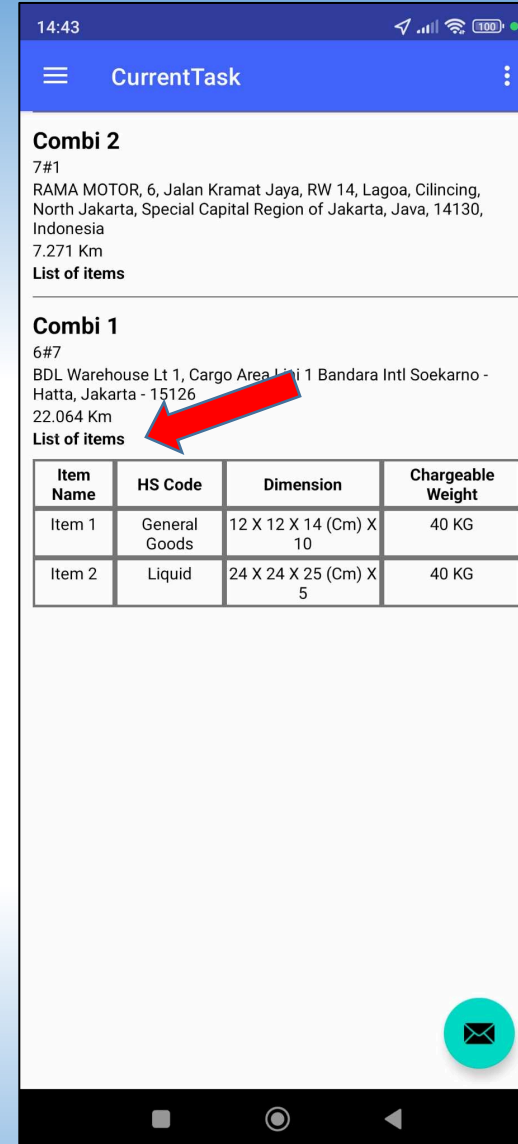 14:43
100
CurrentTask
Combi 2
7#1
RAMA MOTOR, 6, Jalan Kramat Jaya, RW 14, Lagoa, Cilincing,
North Jakarta, Special Capital Region of Jakarta, Java, 14130,
Indonesia
7.271 Km
List of items
Combi 1
6#7
BDL Warehouse Lt 1, Cargo Area 1 Bandara Intl Soekarno -
Hatta, Jakarta - 15126
22.064 Km
List of items
Item Name HS Code Dimension Chargeable Weight
Item 1 General Goods 12 X 12 X 14 (Cm) X 10 40 KG
Item 2 Liquid 24 X 24 X 25 (Cm) X 5 40 KG